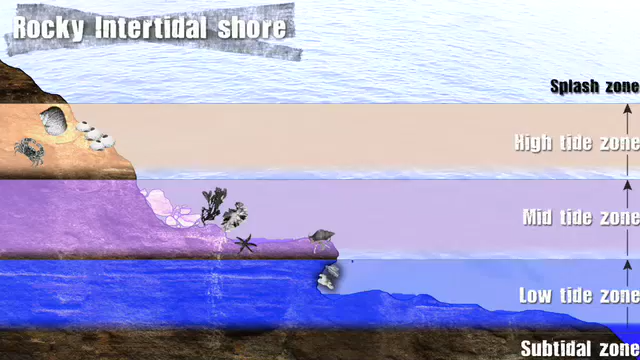 Rocky Intertidal shore
Splash zone
High tide zone
Mid tide zone
Low tide zone
Subtidal zone